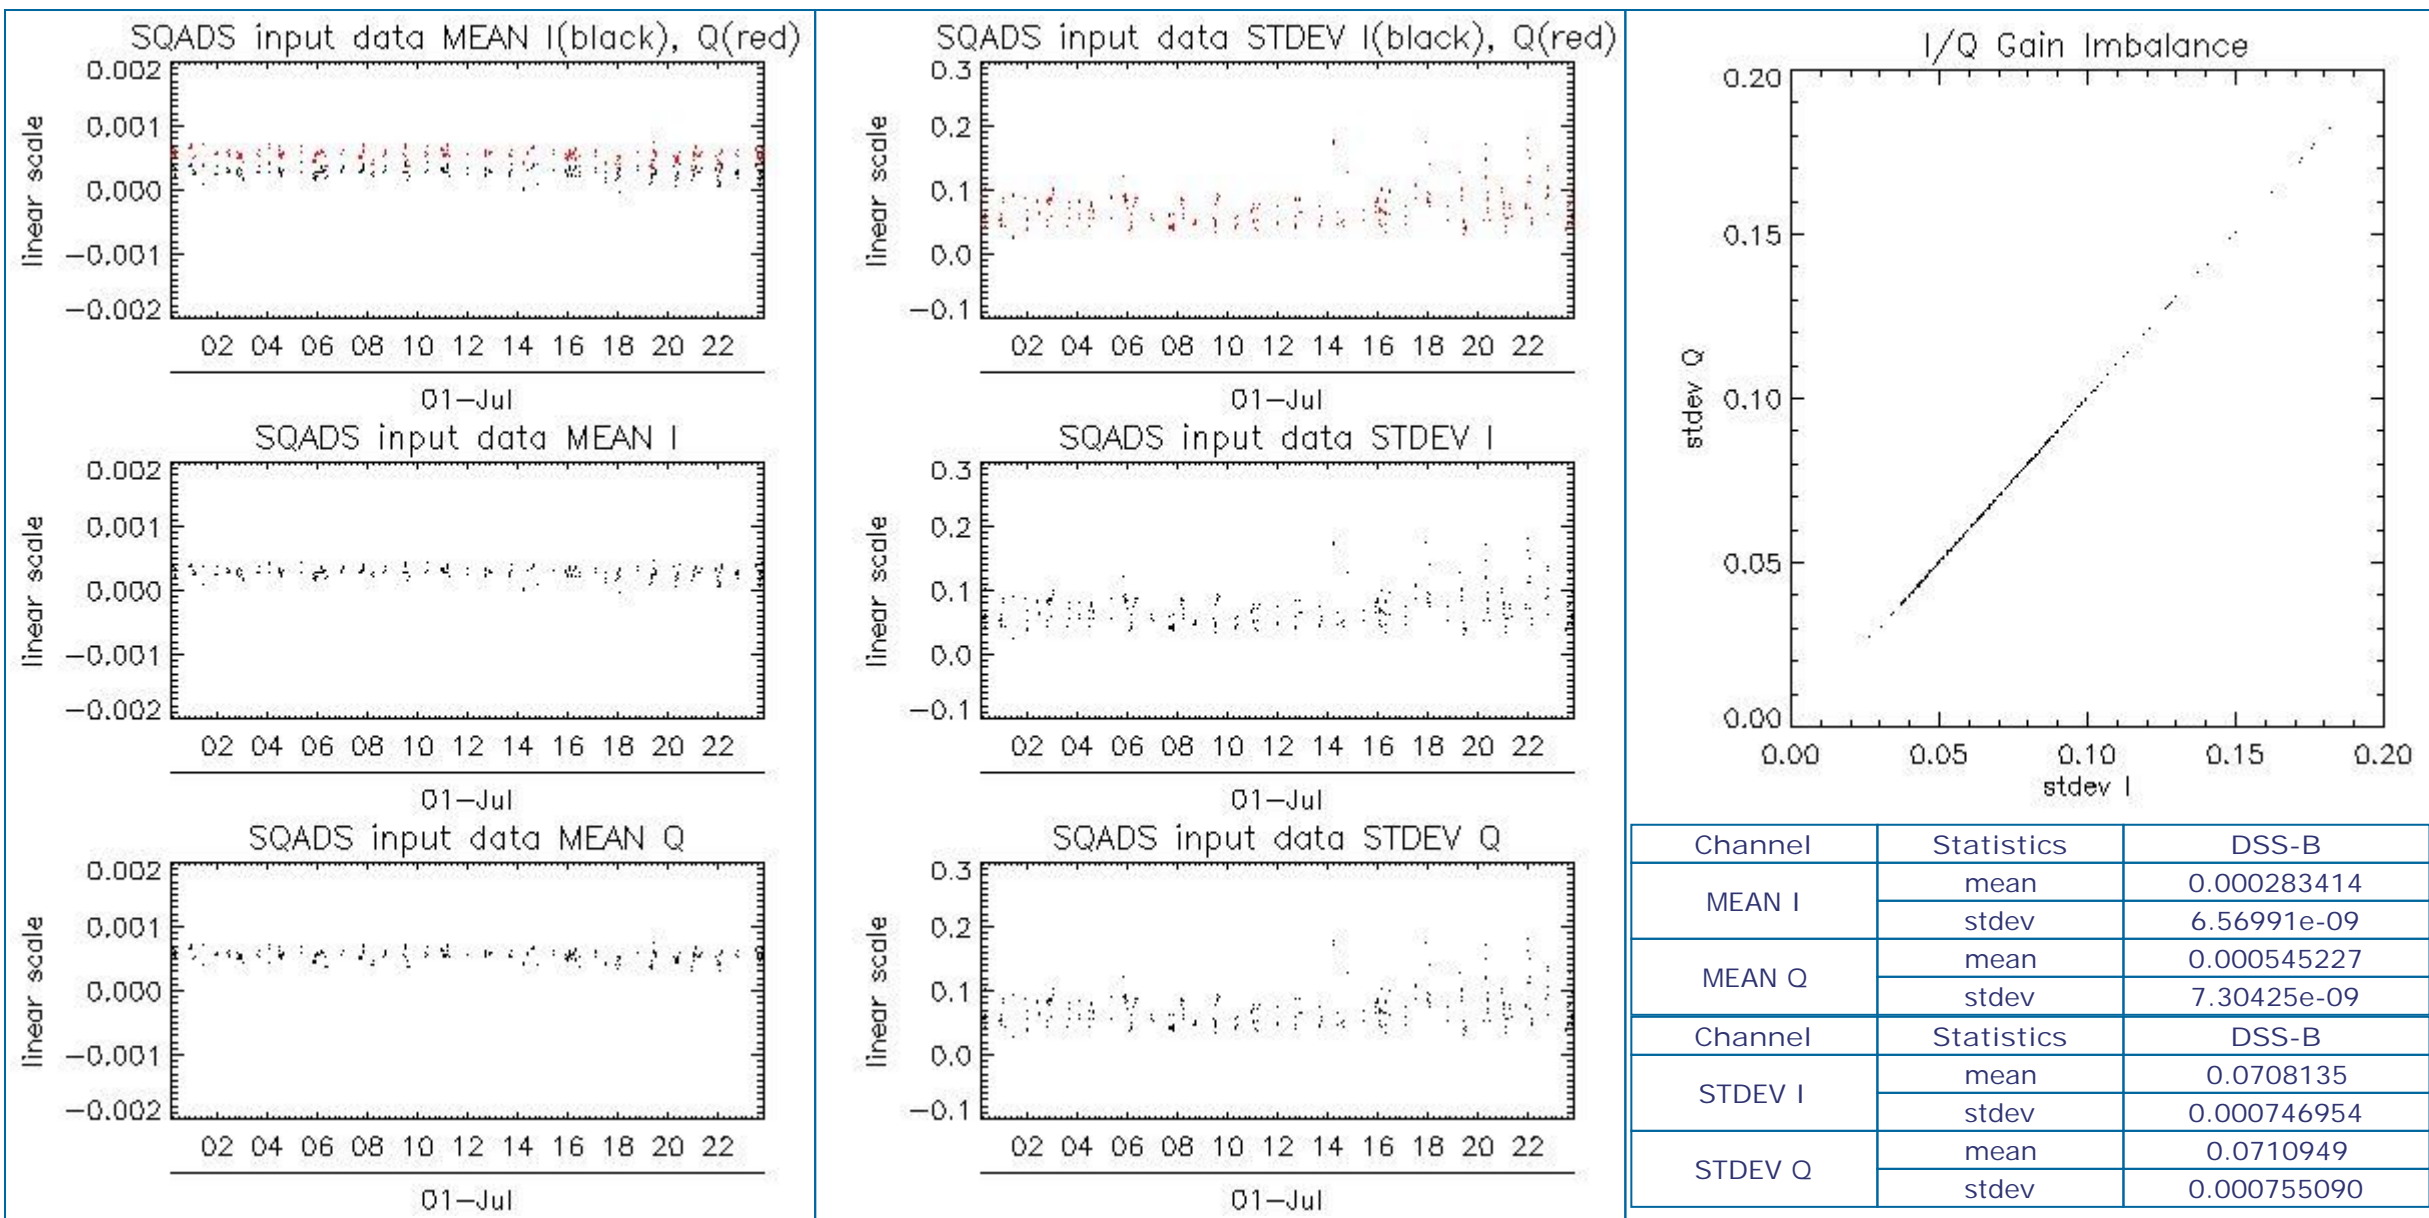 SQADS input data MEAN I(black), Q(red)
0.002
0.001
0.000
−0.001
−0.002
linear scale
02 04 06 08 10 12 14 16 18 20 22
01−Jul
SQADS input data MEAN I
0.002
0.001
0.000
−0.001
−0.002
linear scale
02 04 06 08 10 12 14 16 18 20 22
01−Jul
SQADS input data MEAN Q
0.002
0.001
0.000
−0.001
−0.002
linear scale
02 04 06 08 10 12 14 16 18 20 22
01−Jul
SQADS input data STDEV I(black), Q(red)
0.3
0.2
0.1
0.0
−0.1
linear scale
02 04 06 08 10 12 14 16 18 20 22
01−Jul
SQADS input data STDEV I
0.3
0.2
0.1
0.0
−0.1
linear scale
02 04 06 08 10 12 14 16 18 20 22
01−Jul
SQADS input data STDEV Q
0.3
0.2
0.1
0.0
−0.1
linear scale
02 04 06 08 10 12 14 16 18 20 22
01−Jul
I/Q Gain Imbalance
0.20
0.15
0.10
0.05
0.00
stdev Q
0.00 0.05 0.10 0.15 0.20
stdev I
Channel Statistics DSS-B
MEAN I mean 0.000283414
stdev 6.56991e-09
MEAN Q mean 0.000545227
stdev 7.30425e-09
Channel Statistics DSS-B
STDEV I mean 0.0708135
stdev 0.000746954
STDEV Q mean 0.0710949
stdev 0.000755090